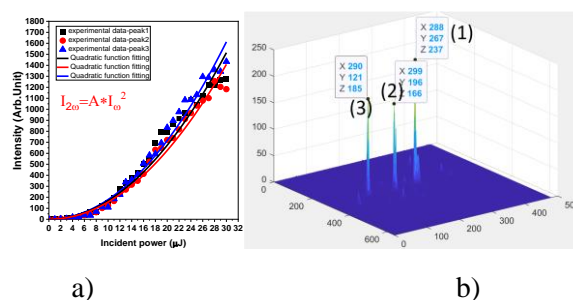 1800
1700
1600
1500
1400
1300
1200
1100
1000
900
800
700
600
500
400
300
200
100
0
Intensity (Arb.Unit)
experimental data-peak1
experimental data-peak2
experimental data-peak3
Quadratic function fitting
Quadratic function fitting
Quadratic function fitting
I2ω=A*Iω^2
0 2 4 6 8 10 12 14 16 18 20 22 24 26 28 30 32
Incident power (μJ)
a)
250
200
150
100
50
0
X 288
Y 267
Z 237
(1)
X 290
Y 121
Z 185
(3)
X 299
Y 196
Z 166
(2)
0
200
400
600
0
100
200
300
400
50
b)